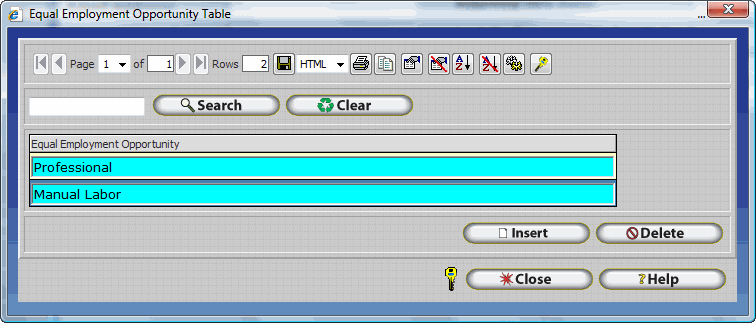 Equal Employment Opportunity Table ...
Page 1 of 1 Rows 2 HTML
Search Clear
Equal Employment Opportunity
Professional
Manual Labor
Insert Delete
Close ?Help